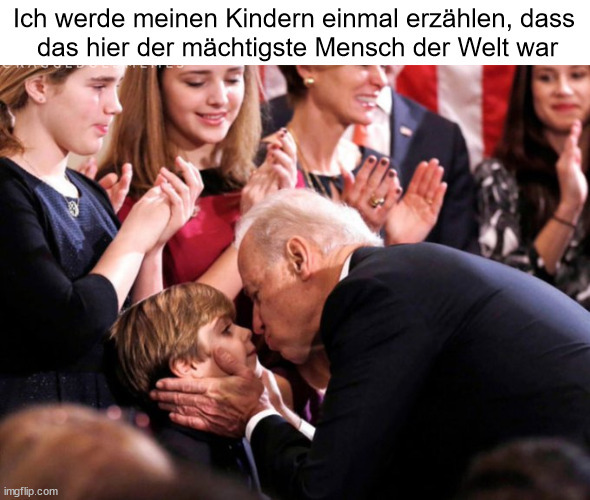 Ich werde meinen Kindern einmal erzählen, dass
das hier der mächtigste Mensch der Welt war
imgflip.com